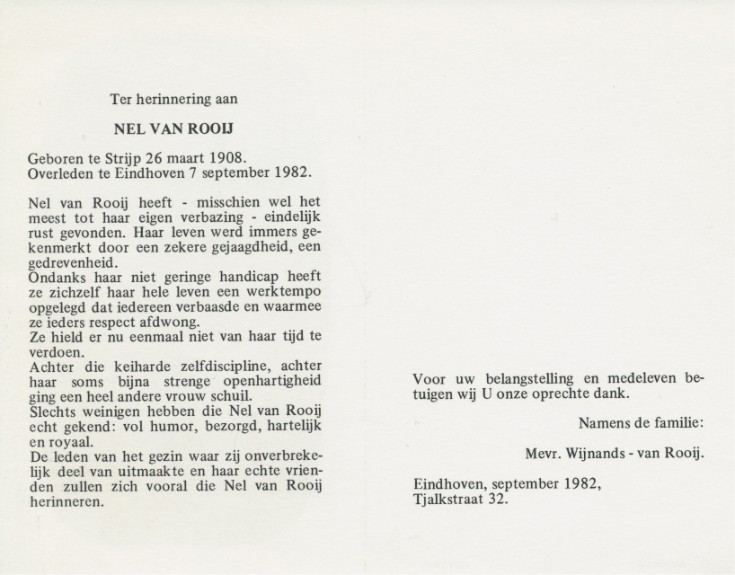 Ter herinnering aan
NEL VAN ROOIJ
Geboren te Strijp 26 maart 1908.
Overleden te Eindhoven 7 september 1982.
Nel van Rooij heeft - misschien wel het
meest tot haar eigen verbazing - eindelijk
rust gevonden. Haar leven werd immers ge-
kenmerkt door een zekere gejaagdheid, een
gedrevenheid.
Ondanks haar niet geringe handicap heeft
ze zichzelf haar hele leven een werktempo
opgelegd dat iedereen verbaasde en waarmee
ze ieders respect afdwong.
Ze hield er nu eenmaal niet van haar tijd te
verdoen.
Achter die keiharde zelfdiscipline, achter
haar soms bijna strenge openhartigheid
ging een heel andere vrouw schuil.
Slechts weinigen hebben die Nel van Rooij
echt gekend: vol humor, bezorgd, hartelijk
en royaal.
De leden van het gezin waar zij onverbreke-
lijk deel van uitmaakte en haar echte vrien-
den zullen zich vooral die Nel van Rooij
herinneren.
Voor uw belangstelling en medeleven be-
tuigen wij U onze oprechte dank.
Namens de familie:
Mevr. Wijnands - van Rooij.
Eindhoven, september 1982,
Tjalkstraat 32.